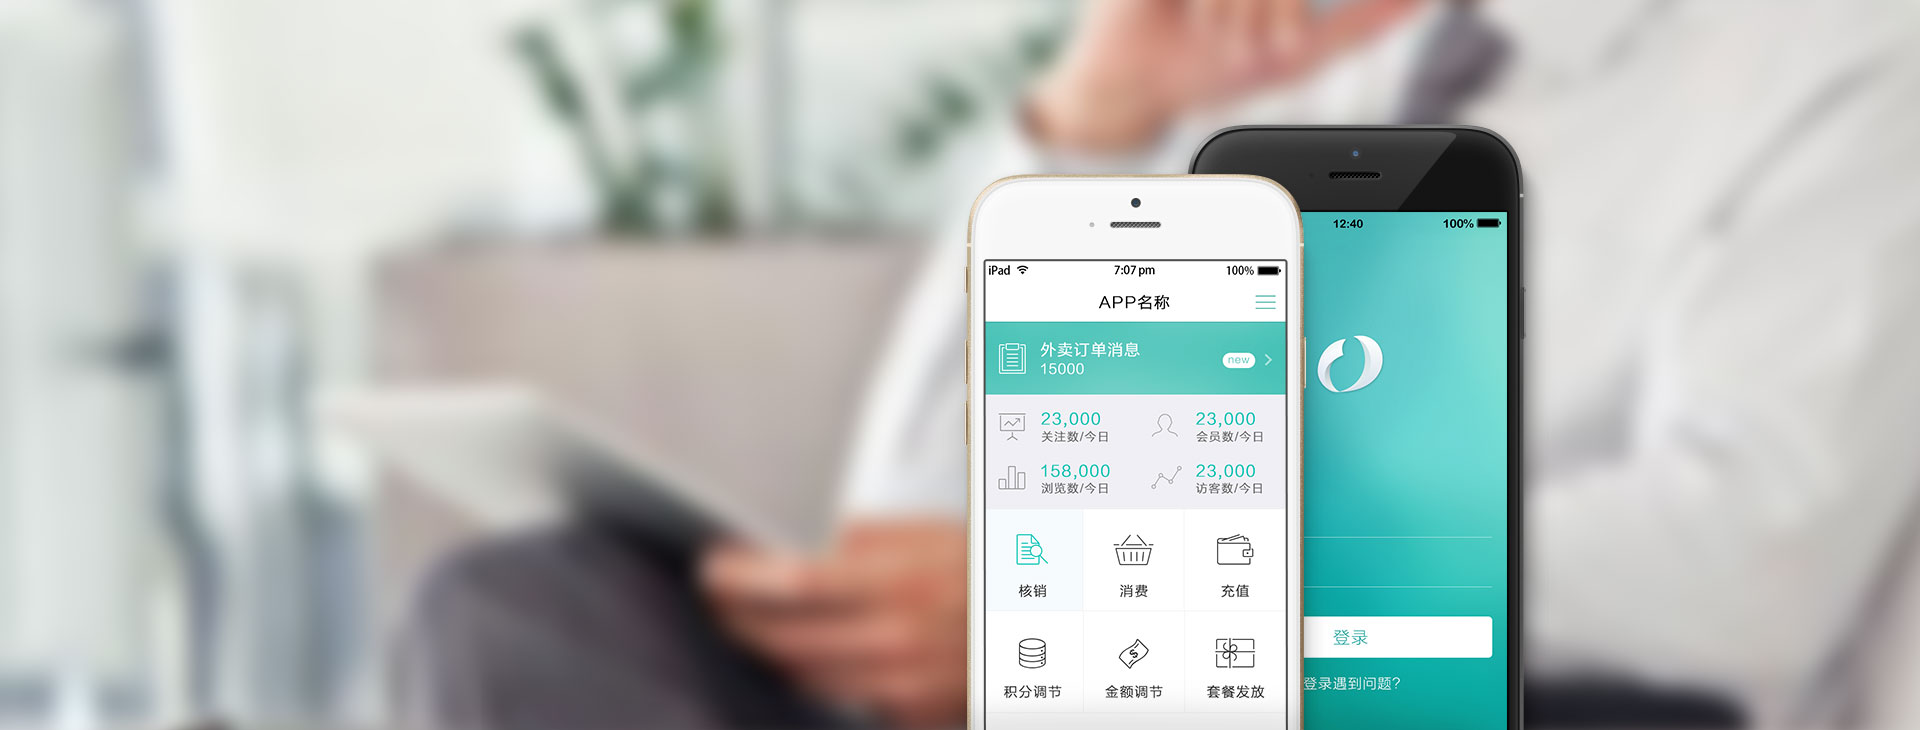 iPad 7:07 pm 100%
APP名称
外卖订单消息
15000
new
23,000
关注数/今日
23,000
会员数/今日
158,000
浏览数/今日
23,000
访客数/今日
核销 消费 充值
积分调节 金额调节 套餐发放
12:40 100%
登录
登录遇到问题?